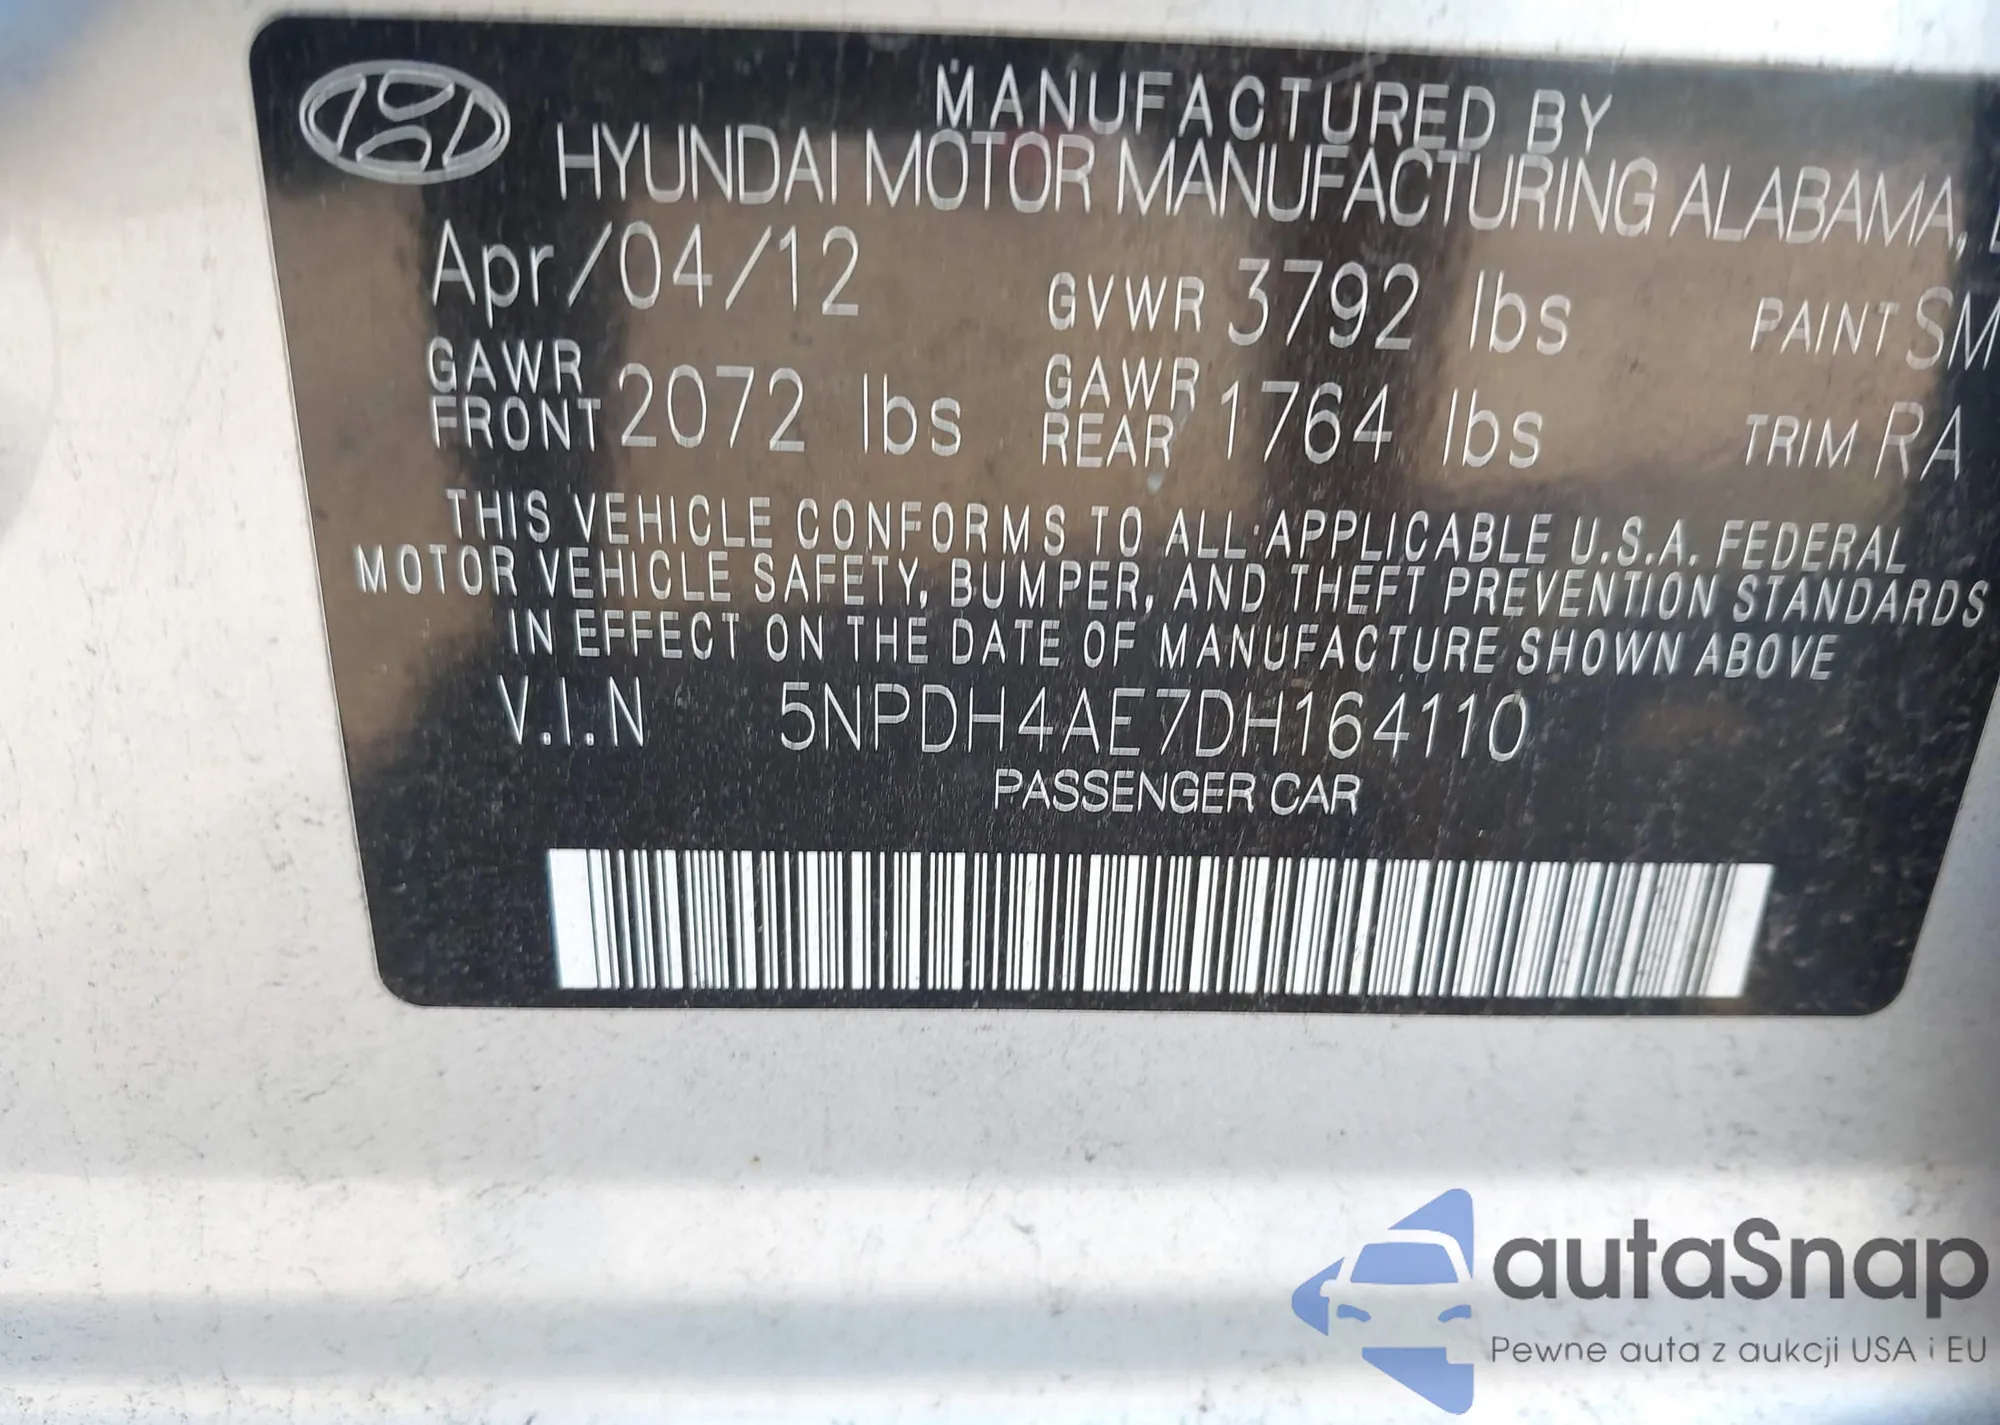 MANUFACTURED BY
HYUNDAI MOTOR MANUFACTURING ALABAMA,
Apr/04/12 GVWR 3792 lbs PAINT SM
GAWR FRONT 2072 lbs GAWR REAR 1764 lbs TRIM RA
THIS VEHICLE CONFORMS TO ALL APPLICABLE U.S.A. FEDERAL
MOTOR VEHICLE SAFETY, BUMPER, AND THEFT PREVENTION STANDARDS
IN EFFECT ON THE DATE OF MANUFACTURE SHOWN ABOVE
V.I.N 5NPDH4AE7DH164110
PASSENGER CAR
autaSnap
Pewne auta z aukcji USA i EU